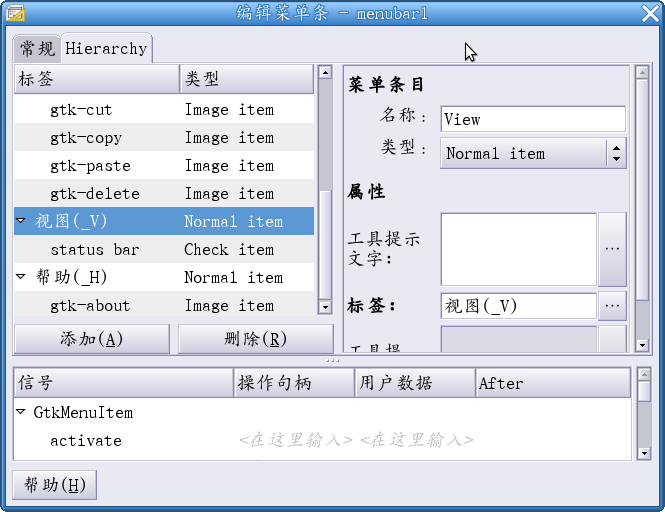 编辑菜单条 - menubar1
常规 Hierarchy
标签 类型
gtk-cut Image item
gtk-copy Image item
gtk-paste Image item
gtk-delete Image item
视图(_V) Normal item
status bar Check item
帮助(_H) Normal item
gtk-about Image item
添加(A) 删除(R)
菜单条目
名称: View
类型: Normal item
属性
工具提示
文字:
...
标签: 视图(_V) ...
工具提
信号 操作句柄 用户数据 After
GtkMenuItem
activate <在这里输入> <在这里输入>
帮助(H)